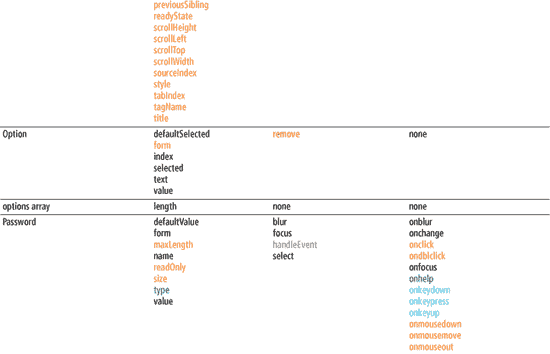 previousSibling
readyState
scrollHeight
scrollLeft
scrollTop
scrollWidth
sourceIndex
style
tabIndex
tagName
title
Option defaultSelected remove none
form
index
selected
text
value
options array length none none
Password defaultValue blur onblur
form focus onchange
maxLength handleEvent onclick
name select ondblclick
readOnly onfocus
size onhelp
type onkeydown
value onkeypress
onkeyup
onmousedown
onmousemove
onmouseout